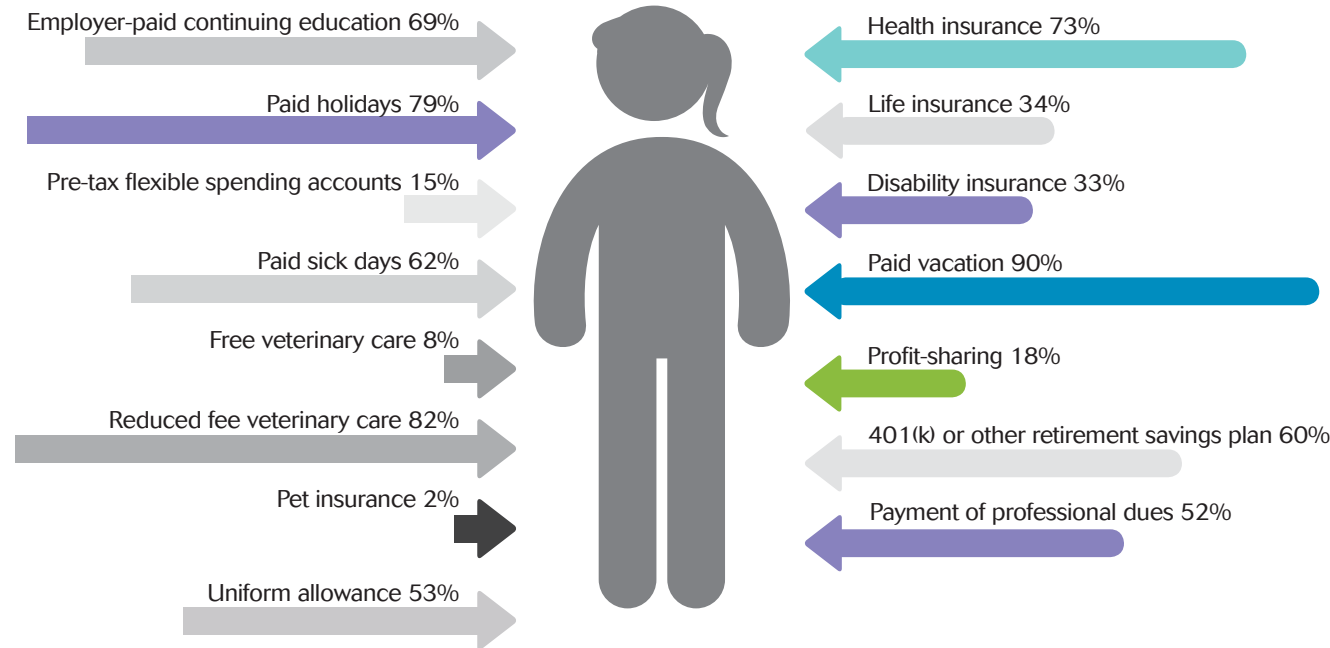 Employer-paid continuing education 69%
Paid holidays 79%
Pre-tax flexible spending accounts 15%
Paid sick days 62%
Free veterinary care 8%
Reduced fee veterinary care 82%
Pet insurance 2%
Uniform allowance 53%
Health insurance 73%
Life insurance 34%
Disability insurance 33%
Paid vacation 90%
Profit-sharing 18%
401(k) or other retirement savings plan 60%
Payment of professional dues 52%